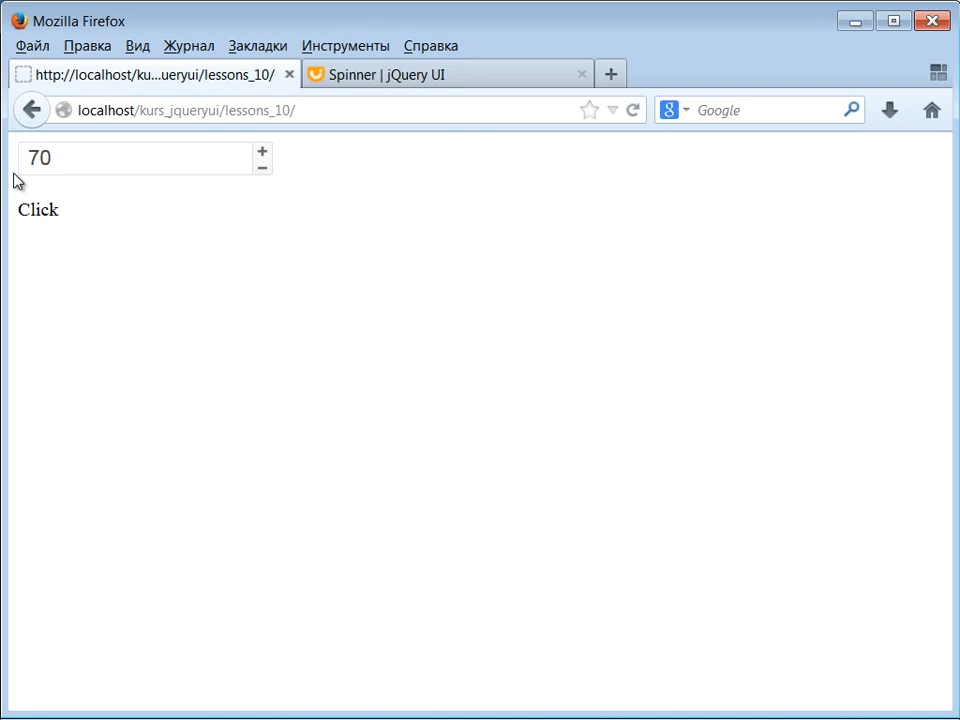 Mozilla Firefox
Файл Правка Вид Журнал Закладки Инструменты Справка
http://localhost/ku...ueryui/lessons_10/ Spinner | jQuery UI
localhost/kurs_jqueryui/lessons_10/ Google
70
Click